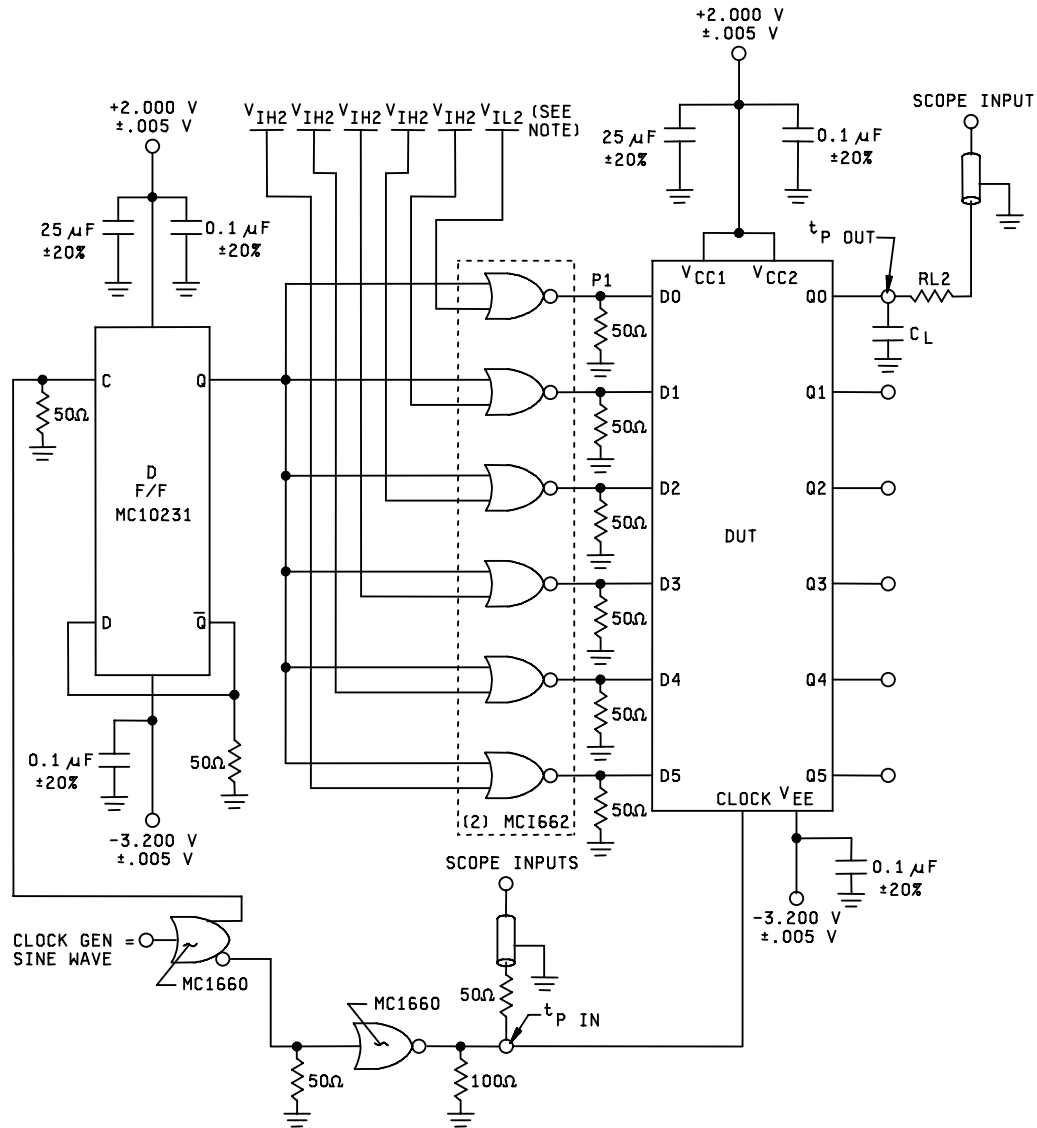 +2.000 V
±.005 V
SCOPE INPUT
+2.000 V
±.005 V
VIH2 VIH2 VIH2 VIH2 VIH2 VIL2 (SEE
NOTE)
25 µF
±20%
0.1 µF
±20%
25 µF
±20%
0.1 µF
±20%
tP OUT
VCC1 VCC2
P1
D0
Q0
RL2
CL
50Ω
C
Q
50Ω
D1
Q1
50Ω
D
F/F
MC10231
D2
Q2
50Ω
DUT
D3
Q3
50Ω
D
Q̅
D4
Q4
50Ω
0.1 µF
±20%
50Ω
D5
Q5
50Ω
CLOCK VEE
(2) MCI662
-3.200 V
±.005 V
SCOPE INPUTS
0.1 µF
±20%
-3.200 V
±.005 V
CLOCK GEN =
SINE WAVE
MC1660
50Ω
MC1660
tP IN
50Ω
100Ω